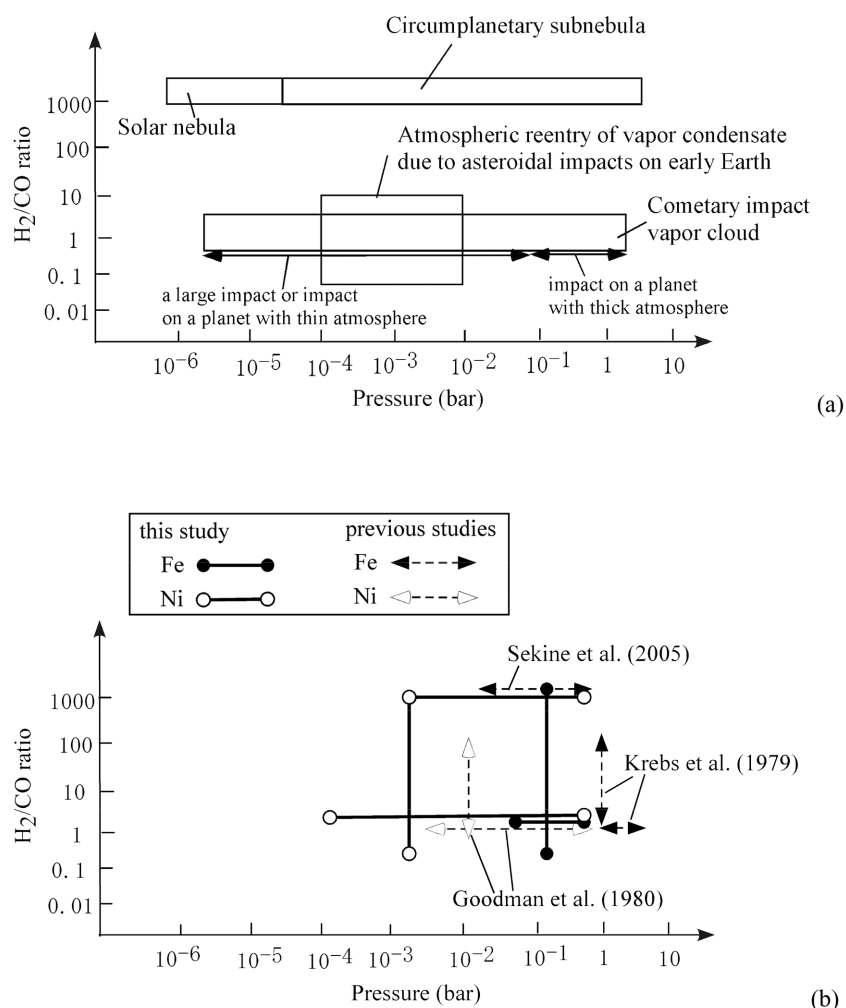 Circumplanetary subnebula
H2/CO ratio
1000
100
10
1
0.1
0.01
Solar nebula
Atmospheric reentry of vapor condensate
due to asteroidal impacts on early Earth
Cometary impact
vapor cloud
a large impact or impact
on a planet with thin atmosphere
impact on a planet
with thick atmosphere
10-6 10-5 10-4 10-3 10-2 10-1 1 10
Pressure (bar)
(a)
this study previous studies
Fe Fe
Ni Ni
Sekine et al. (2005)
H2/CO ratio
1000
100
10
1
0.1
0.01
Krebs et al. (1979)
Goodman et al. (1980)
10-6 10-5 10-4 10-3 10-2 10-1 1 10
Pressure (bar)
(b)